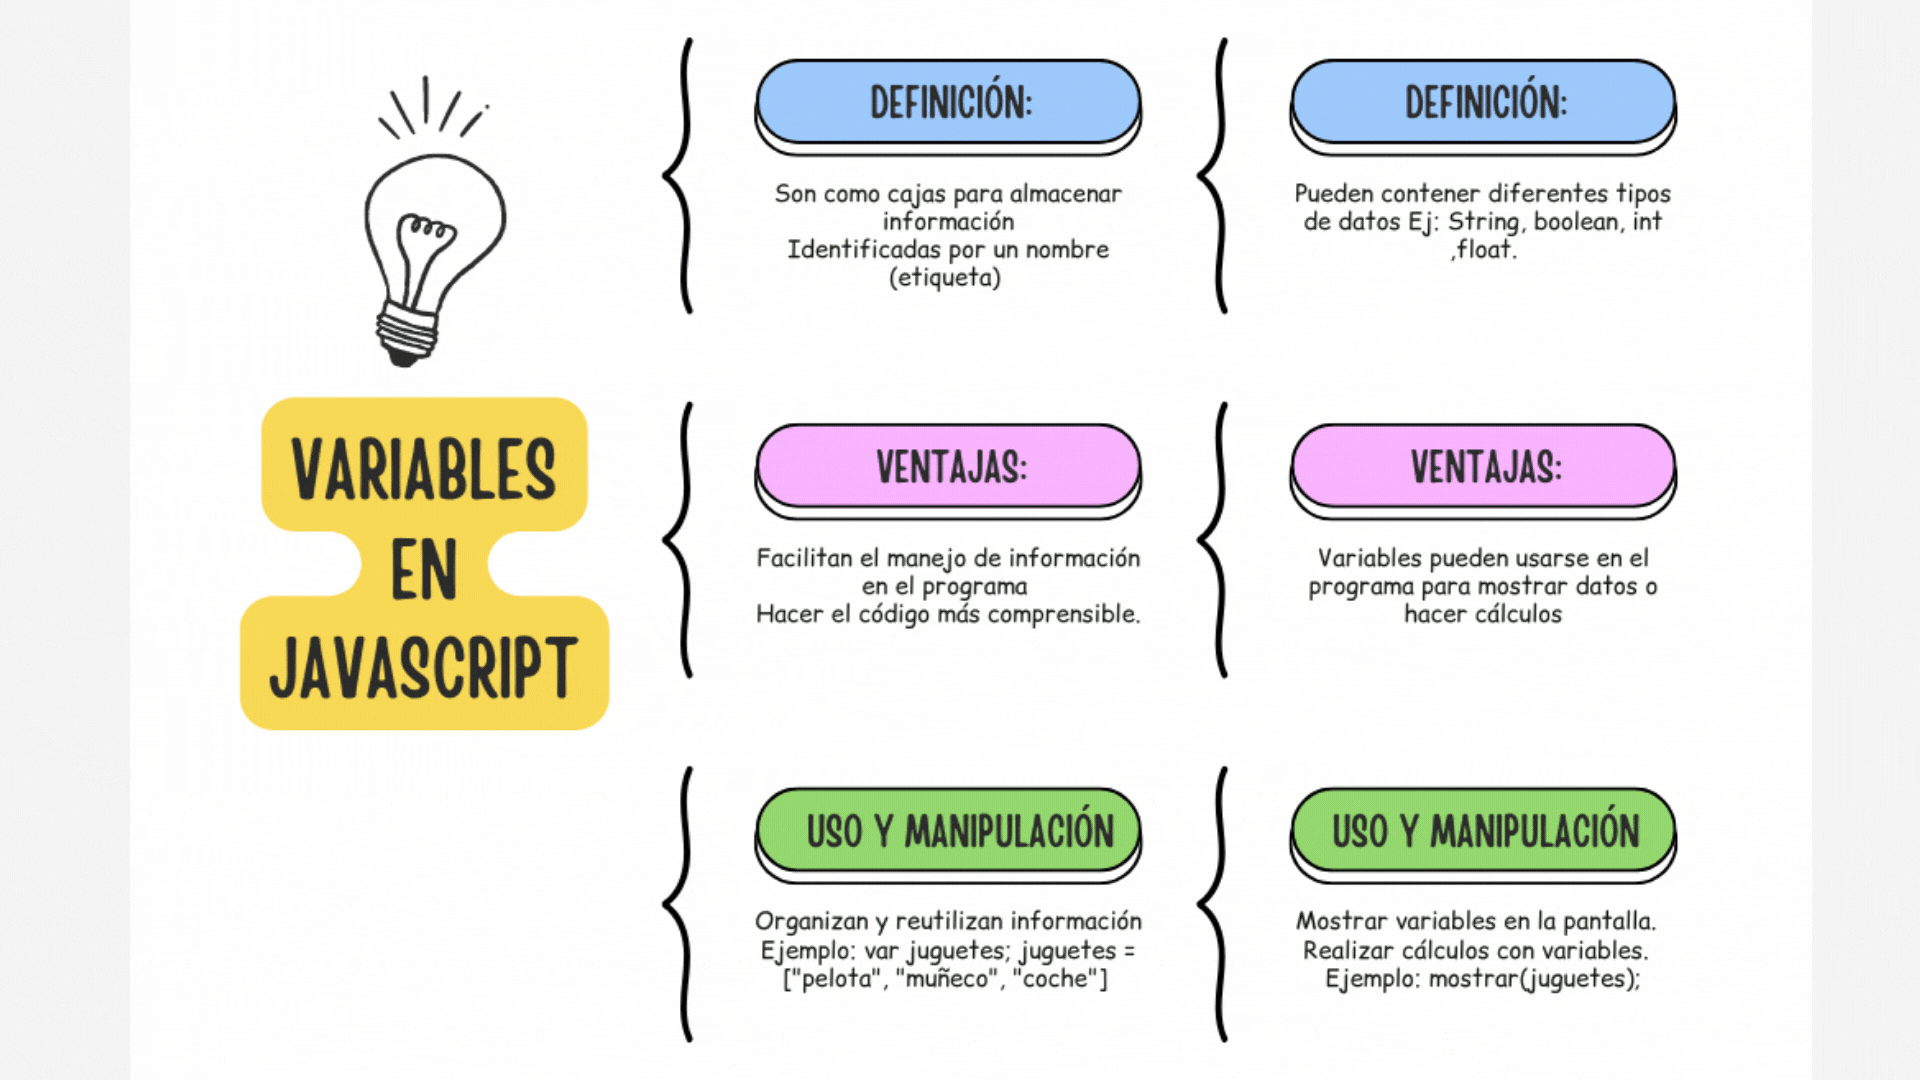 VARIABLES
EN
JAVASCRIPT
DEFINICIÓN:
Son como cajas para almacenar
información
Identificadas por un nombre
(etiqueta)
DEFINICIÓN:
Pueden contener diferentes tipos
de datos Ej: String, boolean, int
,float.
VENTAJAS:
Facilitan el manejo de información
en el programa
Hacer el código más comprensible.
VENTAJAS:
Variables pueden usarse en el
programa para mostrar datos o
hacer cálculos
USO Y MANIPULACIÓN
Organizan y reutilizan información
Ejemplo: var juguetes; juguetes =
["pelota", "muñeco", "coche"]
USO Y MANIPULACIÓN
Mostrar variables en la pantalla.
Realizar cálculos con variables.
Ejemplo: mostrar(juguetes);